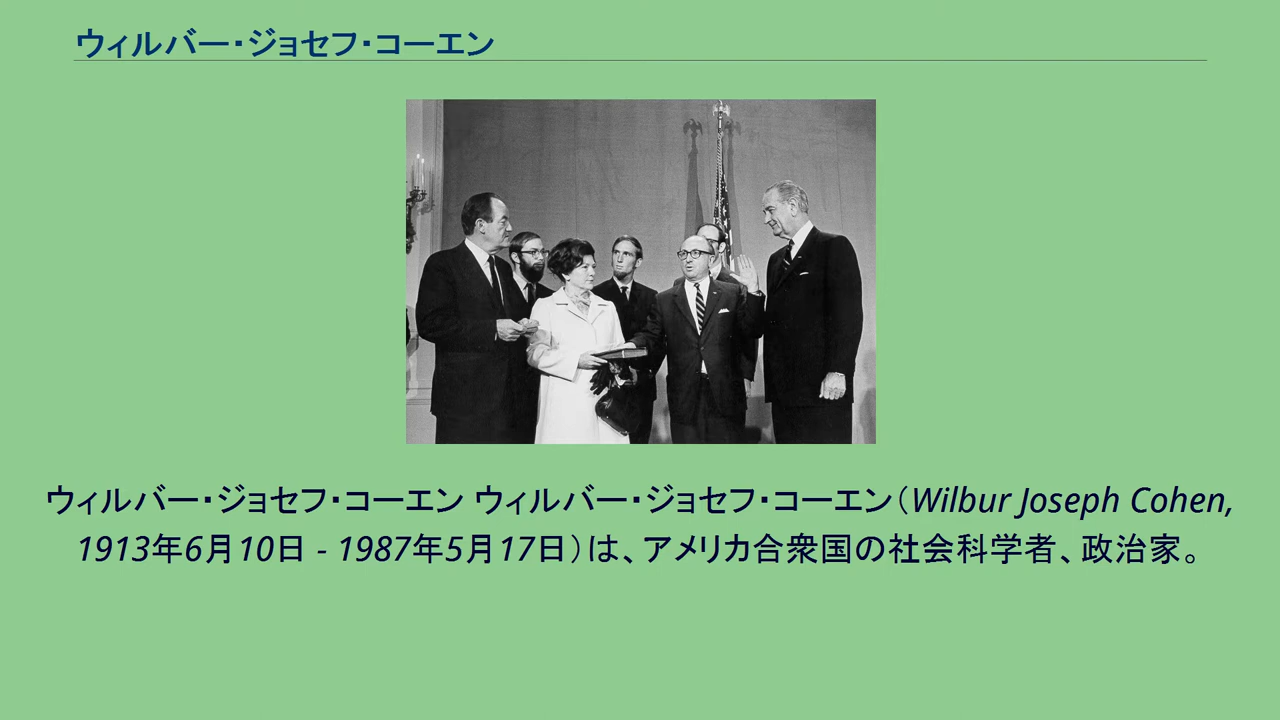 ウィルバー・ジョセフ・コーエン
ウィルバー・ジョセフ・コーエン ウィルバー・ジョセフ・コーエン（Wilbur Joseph Cohen,
1913年6月10日 - 1987年5月17日）は、アメリカ合衆国の社会科学者、政治家。